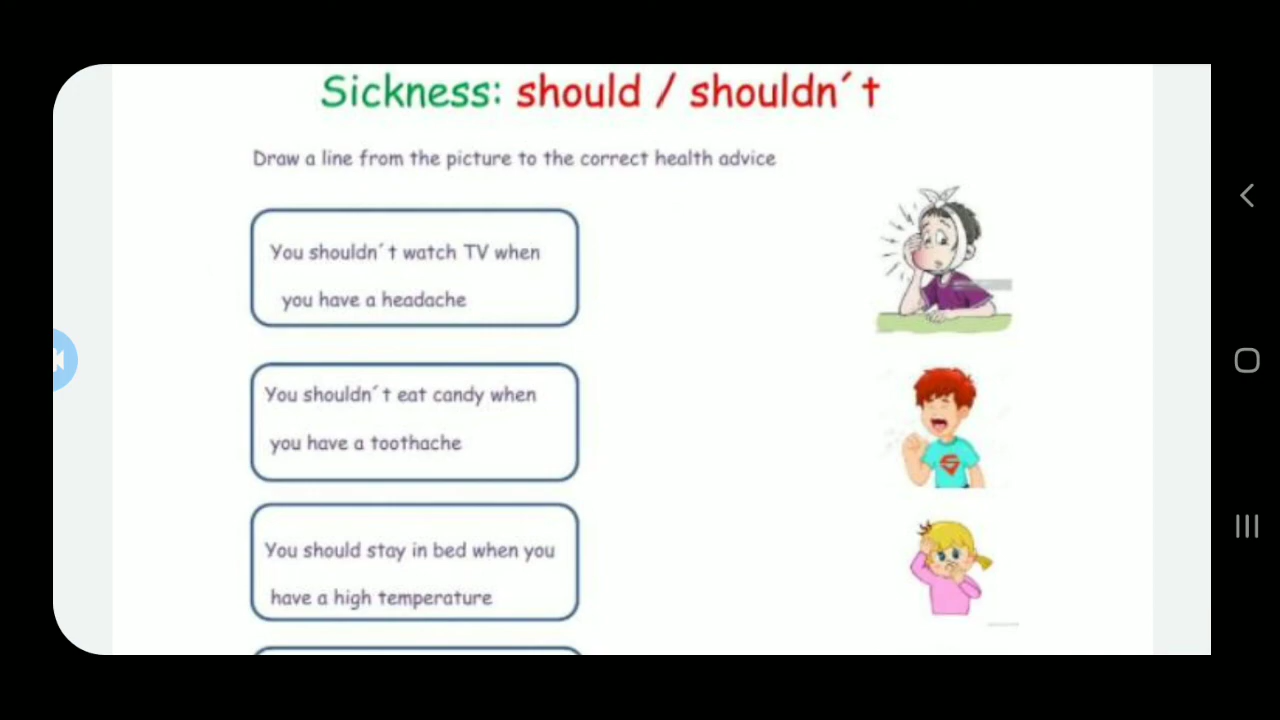 Sickness: should / shouldn´t
Draw a line from the picture to the correct health advice
You shouldn´t watch TV when
you have a headache
You shouldn´t eat candy when
you have a toothache
You should stay in bed when you
have a high temperature